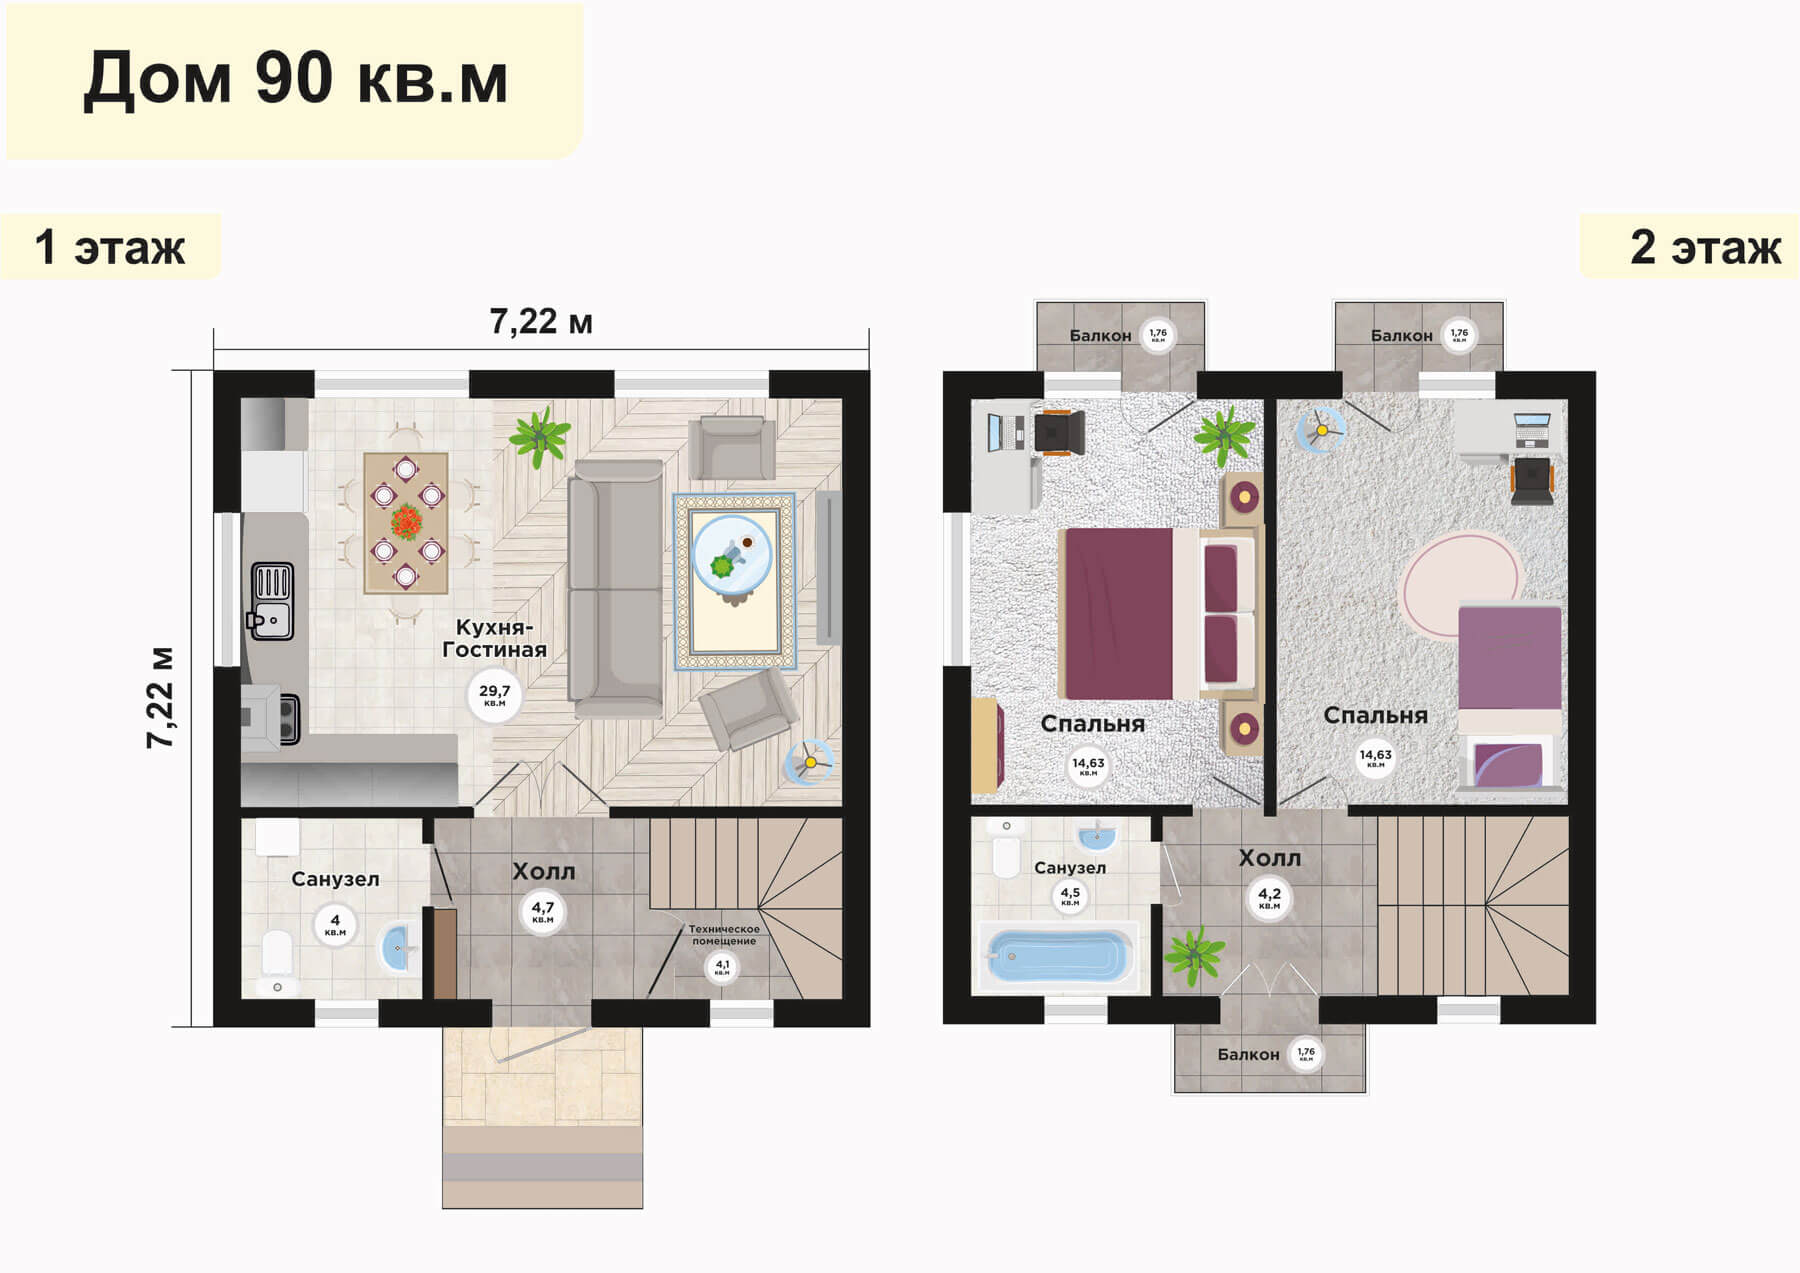 Дом 90 кв.м
1 этаж
2 этаж
7,22 м
7,22 м
Кухня-
Гостиная
29,7
кв.м
Санузел
4
кв.м
Холл
4,7
кв.м
Техническое
помещение
4,1
кв.м
Балкон
1,76
кв.м
Балкон
1,76
кв.м
Спальня
14,63
кв.м
Спальня
14,63
кв.м
Санузел
4,5
кв.м
Холл
4,2
кв.м
Балкон
1,76
кв.м